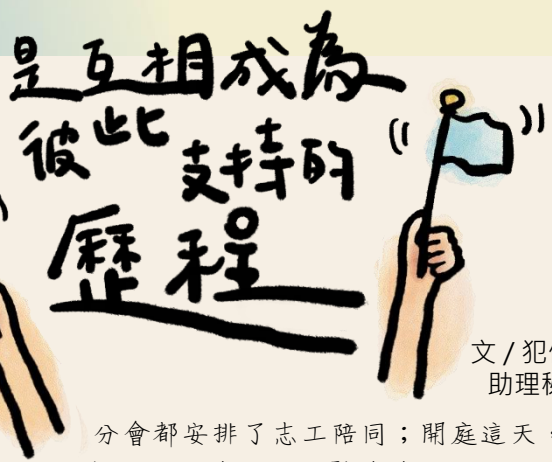 是互相成為
彼此
支持的
歷程
文/犯
助理
分會都安排了志工陪同；開庭這天